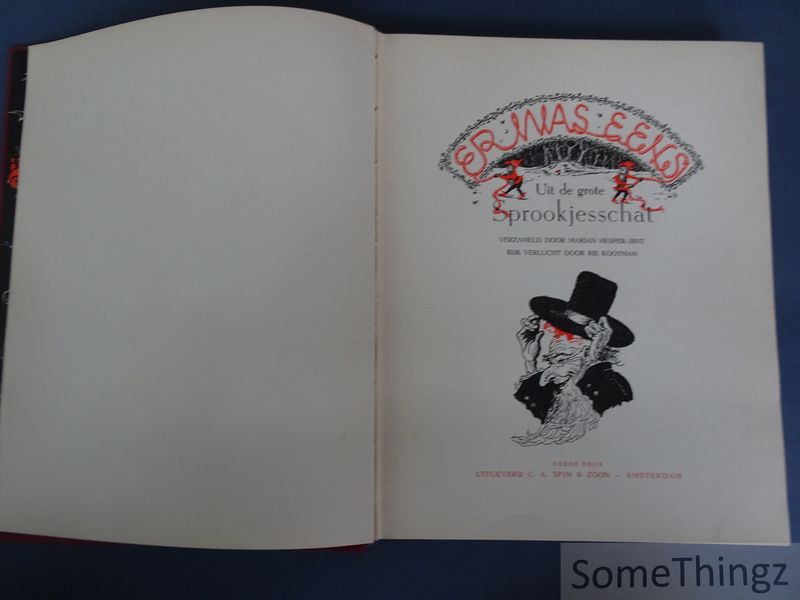 ER WAS EENS
Uit de grote
Sprookjesschat
VERZAMELD DOOR MARIAN HESPER-SINT
RIJK VERLUCHT DOOR RIE KOOYMAN
DERDE DRUK
UITGEVERIJ C. A. SPIN & ZOON - AMSTERDAM
SomeThingz